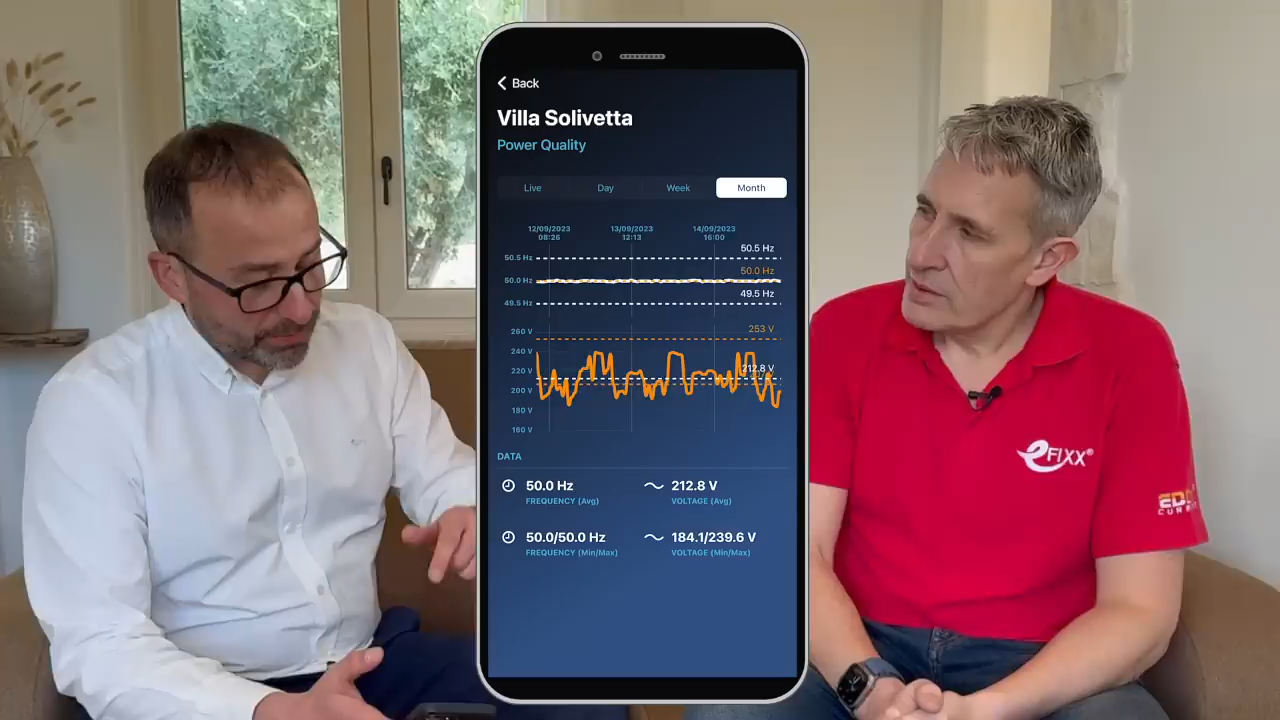 Back
Villa Solivetta
Power Quality
Live Day Week Month
12/09/2023 13/09/2023 14/09/2023
08:26 12:13 16:00
50.5 Hz
50.5 Hz
50.0 Hz
50.0 Hz
49.5 Hz
49.5 Hz
253 V
260 V
240 V
212.8 V
220 V
200 V
180 V
160 V
DATA
50.0 Hz 212.8 V
FREQUENCY (Avg) VOLTAGE (Avg)
50.0/50.0 Hz 184.1/239.6 V
FREQUENCY (Min/Max) VOLTAGE (Min/Max)
eFIXX®